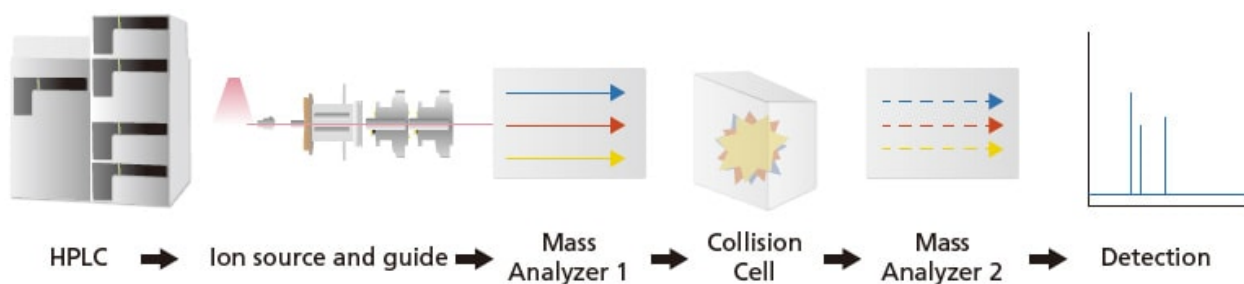 HPLC
Ion source and guide
Mass
Analyzer 1
Collision
Cell
Mass
Analyzer 2
Detection